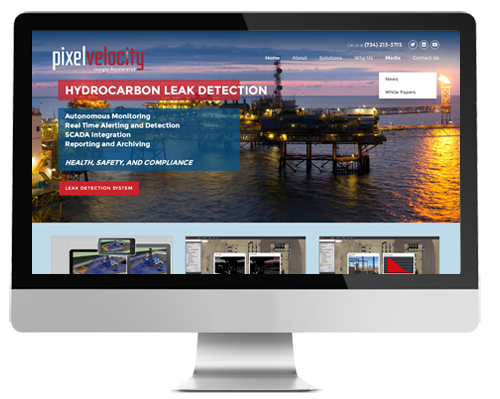 Call us at (734) 213-3715
pixelvelocity
Insight Accelerated
Home About Solutions Why Us Media Contact Us
News
White Papers
HYDROCARBON LEAK DETECTION
Autonomous Monitoring
Real Time Alerting and Detection
SCADA Integration
Reporting and Archiving
HEALTH, SAFETY, AND COMPLIANCE
LEAK DETECTION SYSTEM